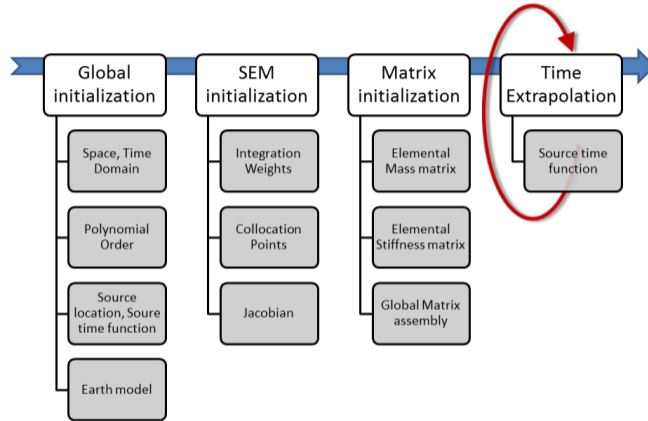 Global
initialization
Space, Time
Domain
Polynomial
Order
Source
location, Soure
time function
Earth model
SEM
initialization
Integration
Weights
Collocation
Points
Jacobian
Matrix
initialization
Elemental
Mass matrix
Elemental
Stiffness matrix
Global Matrix
assembly
Time
Extrapolation
Source time
function